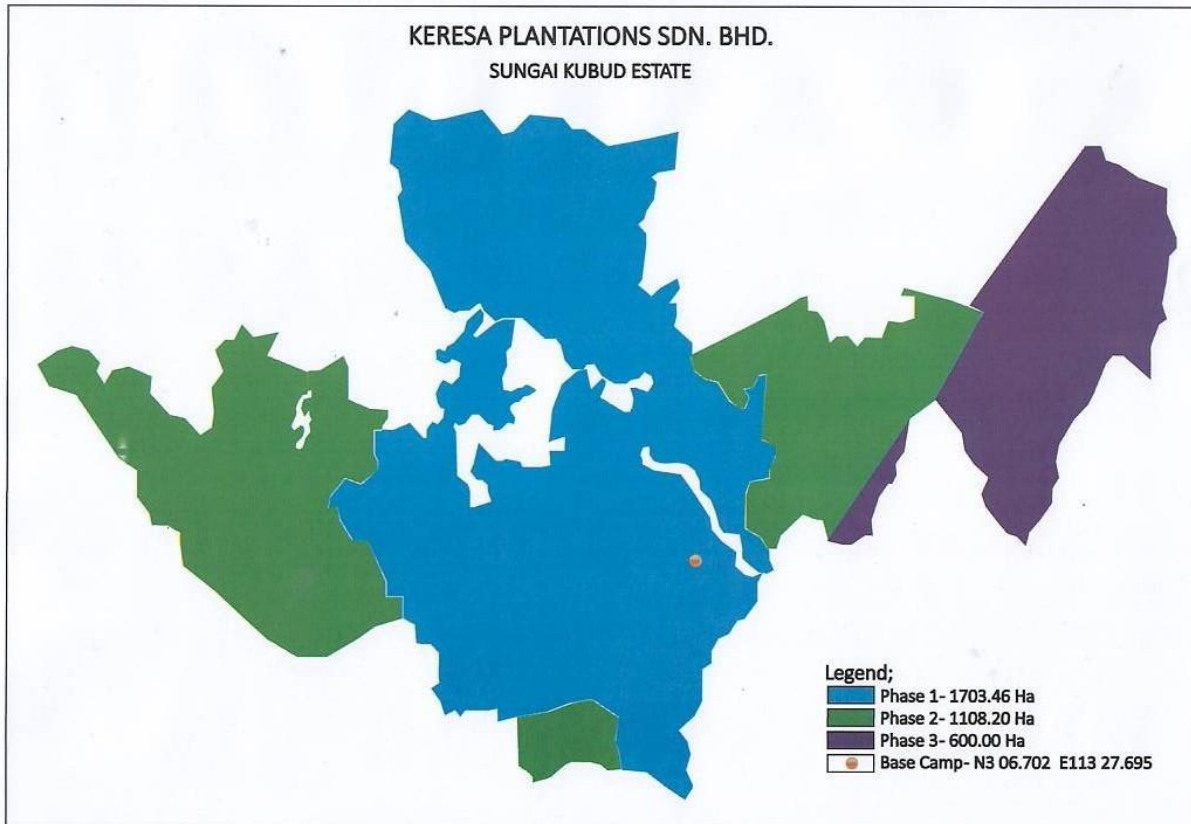 KERESA PLANTATIONS SDN. BHD.
SUNGAI KUBUD ESTATE
Legend;
Phase 1- 1703.46 Ha
Phase 2- 1108.20 Ha
Phase 3- 600.00 Ha
Base Camp- N3 06.702 E113 27.695